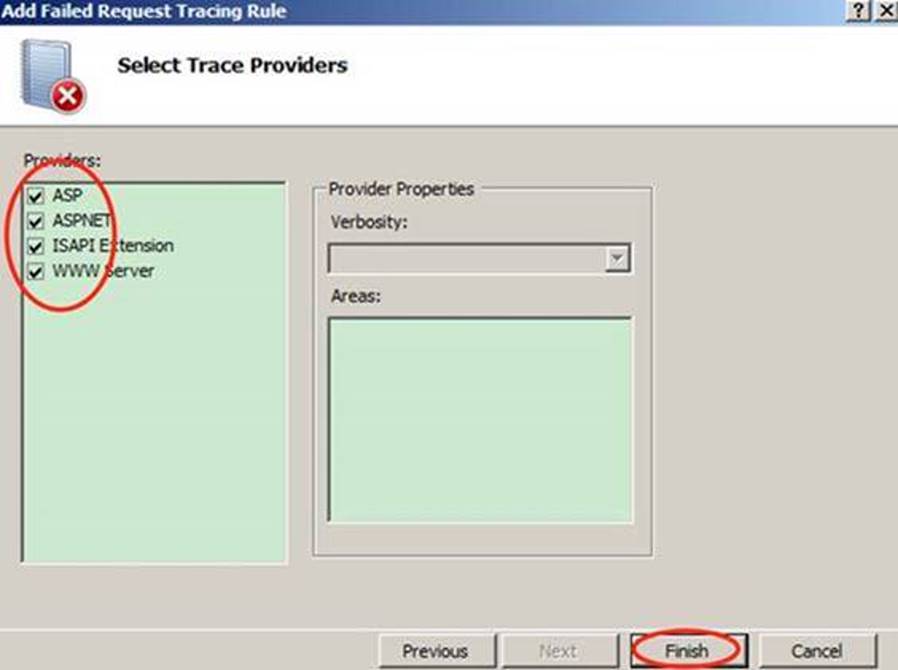 Add Failed Request Tracing Rule
Select Trace Providers
Providers:
ASP
ASPNET
ISAPI Extension
WWW Server
Provider Properties
Verbosity:
Areas:
Previous
Next
Finish
Cancel